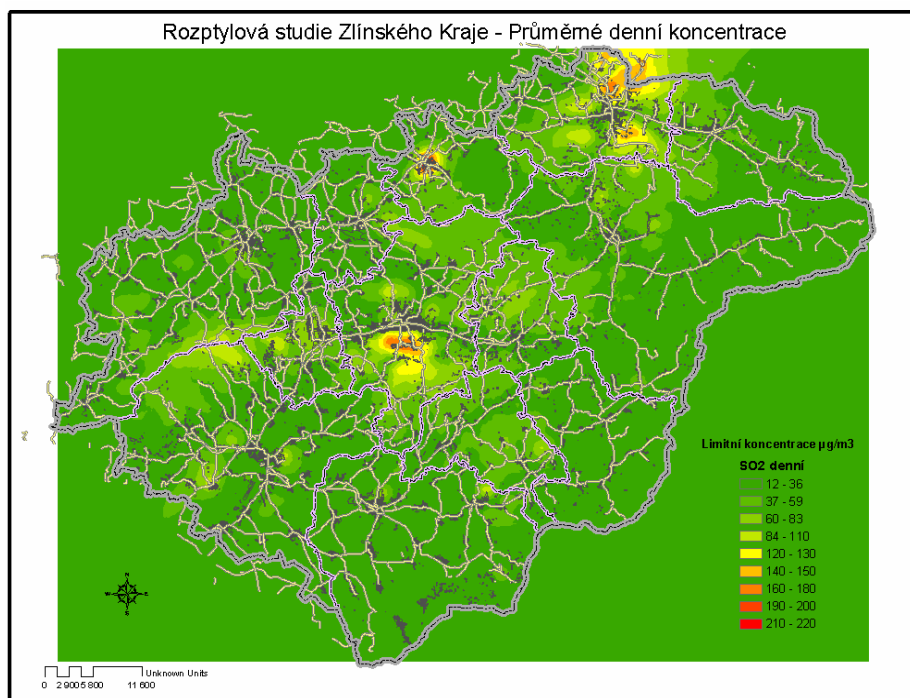 Rozptylová studie Zlínského Kraje - Průměrné denní koncentrace
Limitní koncentrace µg/m3
SO2 denní
12 - 36
37 - 59
60 - 83
84 - 110
120 - 130
140 - 150
160 - 180
190 - 200
210 - 220
N
W E
S
Unknown Units
0 2 900 5 800 11 600